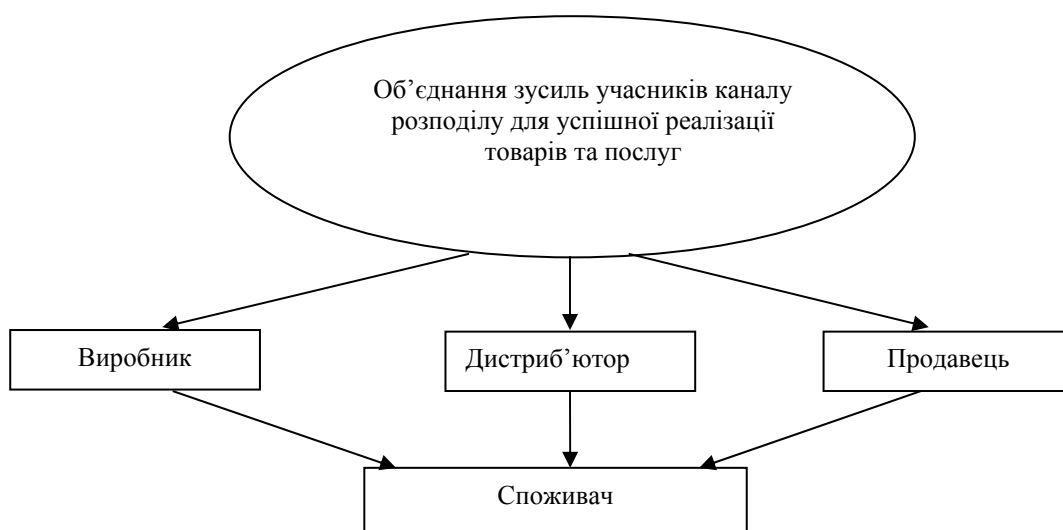 Об’єднання зусиль учасників каналу
розподілу для успішної реалізації
товарів та послуг
Виробник
Дистриб’ютор
Продавець
Споживач